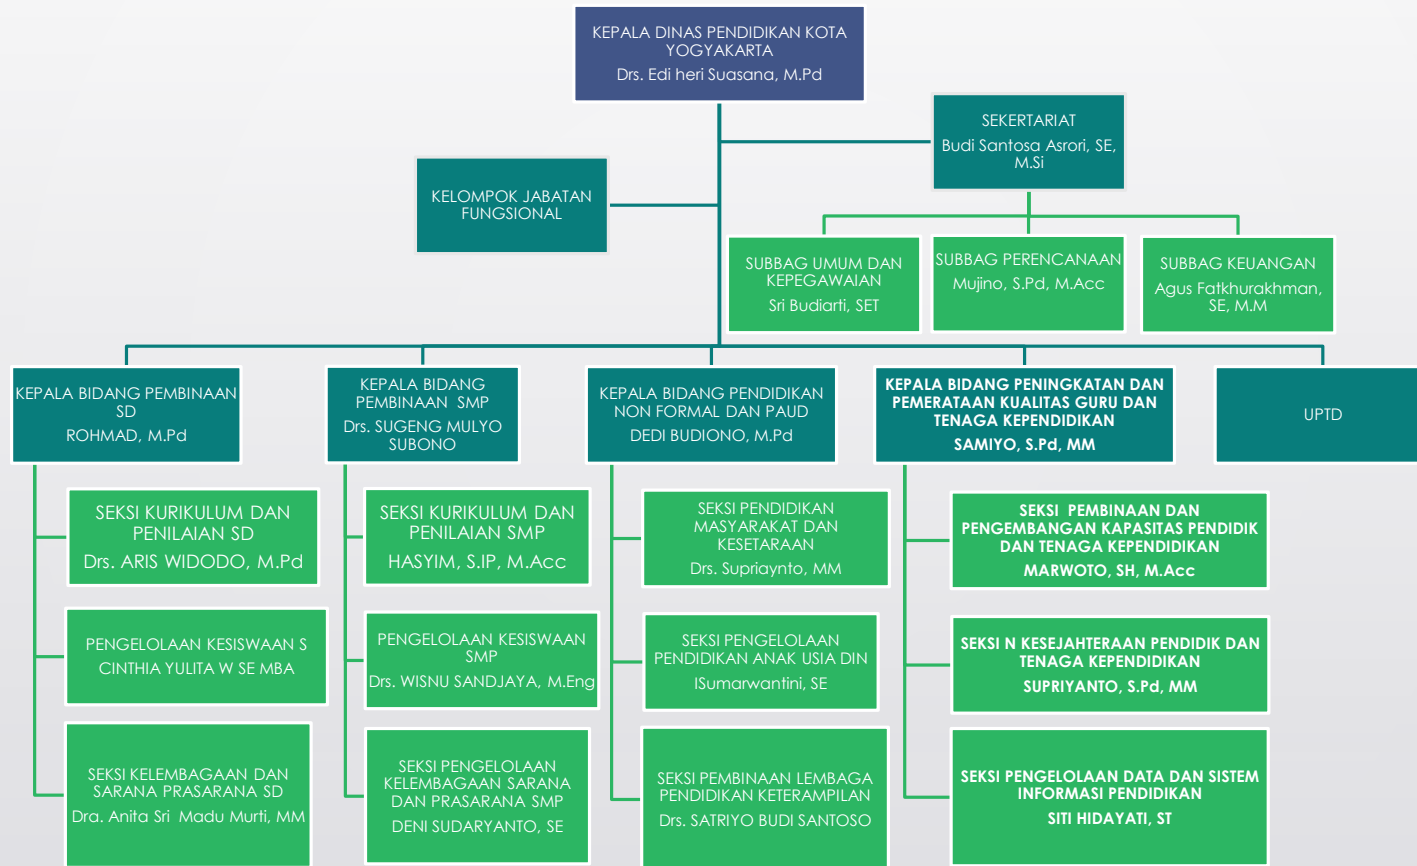 KEPALA DINAS PENDIDIKAN KOTA
YOGYAKARTA
Drs. Edi heri Suasana, M.Pd
SEKERTARIAT
Budi Santosa Asrori, SE,
M.Si
KELOMPOK JABATAN
FUNGSIONAL
SUBBAG UMUM DAN
KEPEGAWAIAN
Sri Budiarti, SET
SUBBAG PERENCANAAN
Mujino, S.Pd, M.Acc
SUBBAG KEUANGAN
Agus Fatkhurakhman,
SE, M.M
KEPALA BIDANG PEMBINAAN
SD
ROHMAD, M.Pd
KEPALA BIDANG
PEMBINAAN SMP
Drs. SUGENG MULYO
SUBONO
KEPALA BIDANG PENDIDIKAN
NON FORMAL DAN PAUD
DEDI BUDIONO, M.Pd
KEPALA BIDANG PENINGKATAN DAN
PEMERATAAN KUALITAS GURU DAN
TENAGA KEPENDIDIKAN
SAMIYO, S.Pd, MM
UPTD
SEKSI KURIKULUM DAN
PENILAIAN SD
Drs. ARIS WIDODO, M.Pd
PENGELOLAAN KESISWAAN S
CINTHIA YULITA W SE MBA
SEKSI KELEMBAGAAN DAN
SARANA PRASARANA SD
Dra. Anita Sri Madu Murti, MM
SEKSI KURIKULUM DAN
PENILAIAN SMP
HASYIM, S.IP, M.Acc
PENGELOLAAN KESISWAAN
SMP
Drs. WISNU SANDJAYA, M.Eng
SEKSI PENGELOLAAN
KELEMBAGAAN SARANA
DAN PRASARANA SMP
DENI SUDARYANTO, SE
SEKSI PENDIDIKAN
MASYARAKAT DAN
KESETARAAN
Drs. Supriaynto, MM
SEKSI PENGELOLAAN
PENDIDIKAN ANAK USIA DIN
ISumarwantini, SE
SEKSI PEMBINAAN LEMBAGA
PENDIDIKAN KETERAMPILAN
Drs. SATRIYO BUDI SANTOSO
SEKSI PEMBINAAN DAN
PENGEMBANGAN KAPASITAS PENDIDIK
DAN TENAGA KEPENDIDIKAN
MARWOTO, SH, M.Acc
SEKSI N KESEJAHTERAAN PENDIDIK DAN
TENAGA KEPENDIDIKAN
SUPRIYANTO, S.Pd, MM
SEKSI PENGELOLAAN DATA DAN SISTEM
INFORMASI PENDIDIKAN
SITI HIDAYATI, ST